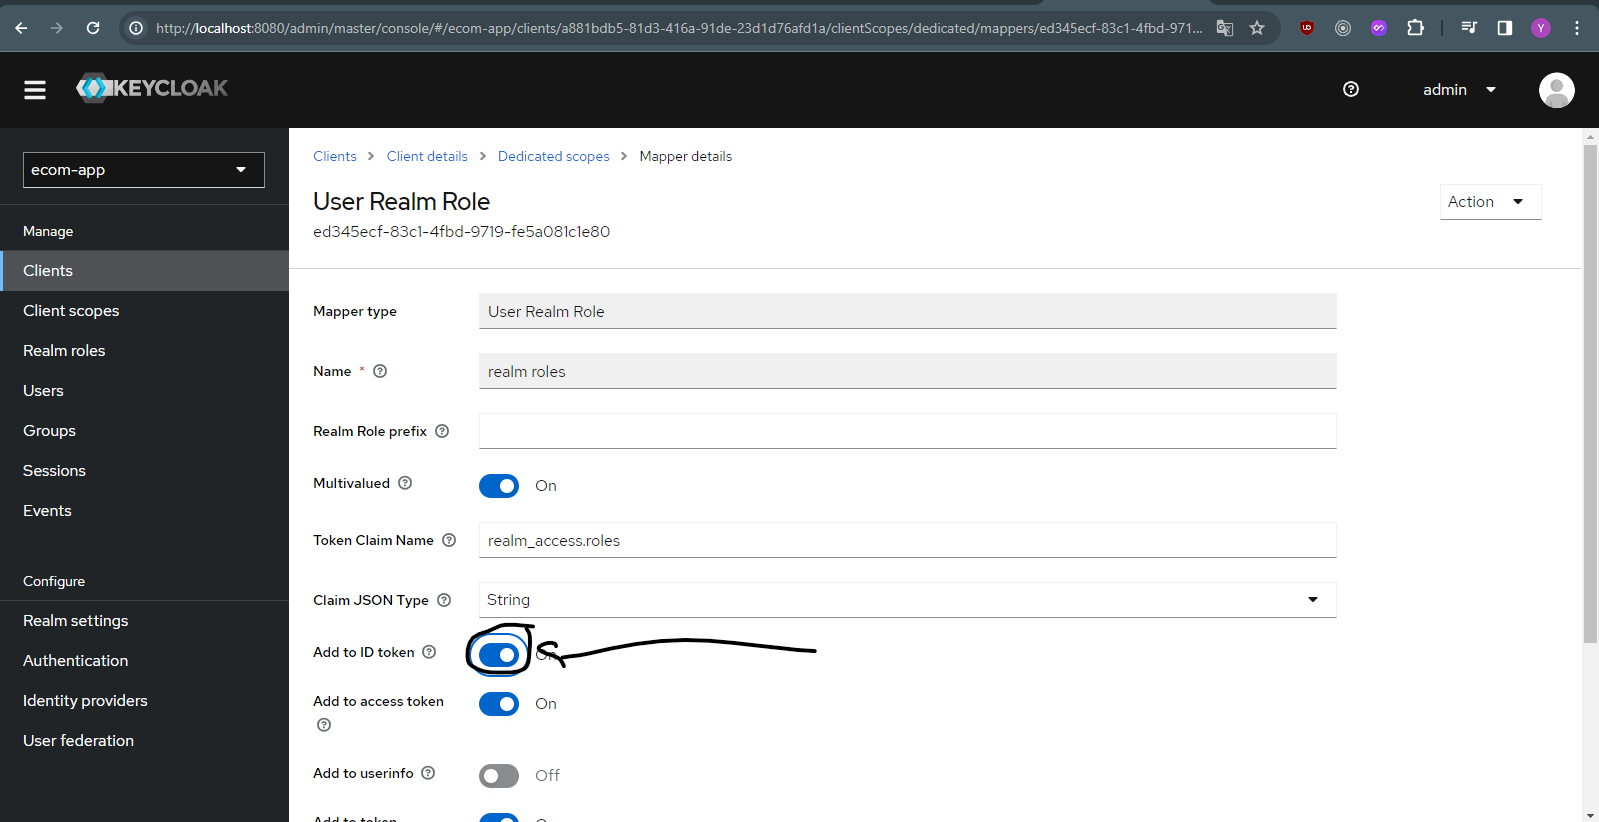 http://localhost:8080/admin/master/console/#/ecom-app/clients/a881bdb5-81d3-416a-91de-23d1d76afd1a/clientScopes/dedicated/mappers/ed345ecf-83c1-4fbd-971...
Y
KEYCLOAK
admin
ecom-app
Manage
Clients
Client scopes
Realm roles
Users
Groups
Sessions
Events
Configure
Realm settings
Authentication
Identity providers
User federation
Clients > Client details > Dedicated scopes > Mapper details
User Realm Role
Action
ed345ecf-83c1-4fbd-9719-fe5a081c1e80
Mapper type User Realm Role
Name * realm roles
Realm Role prefix
Multivalued On
Token Claim Name realm_access.roles
Claim JSON Type String
Add to ID token On
Add to access token On
Add to userinfo Off
Add to token